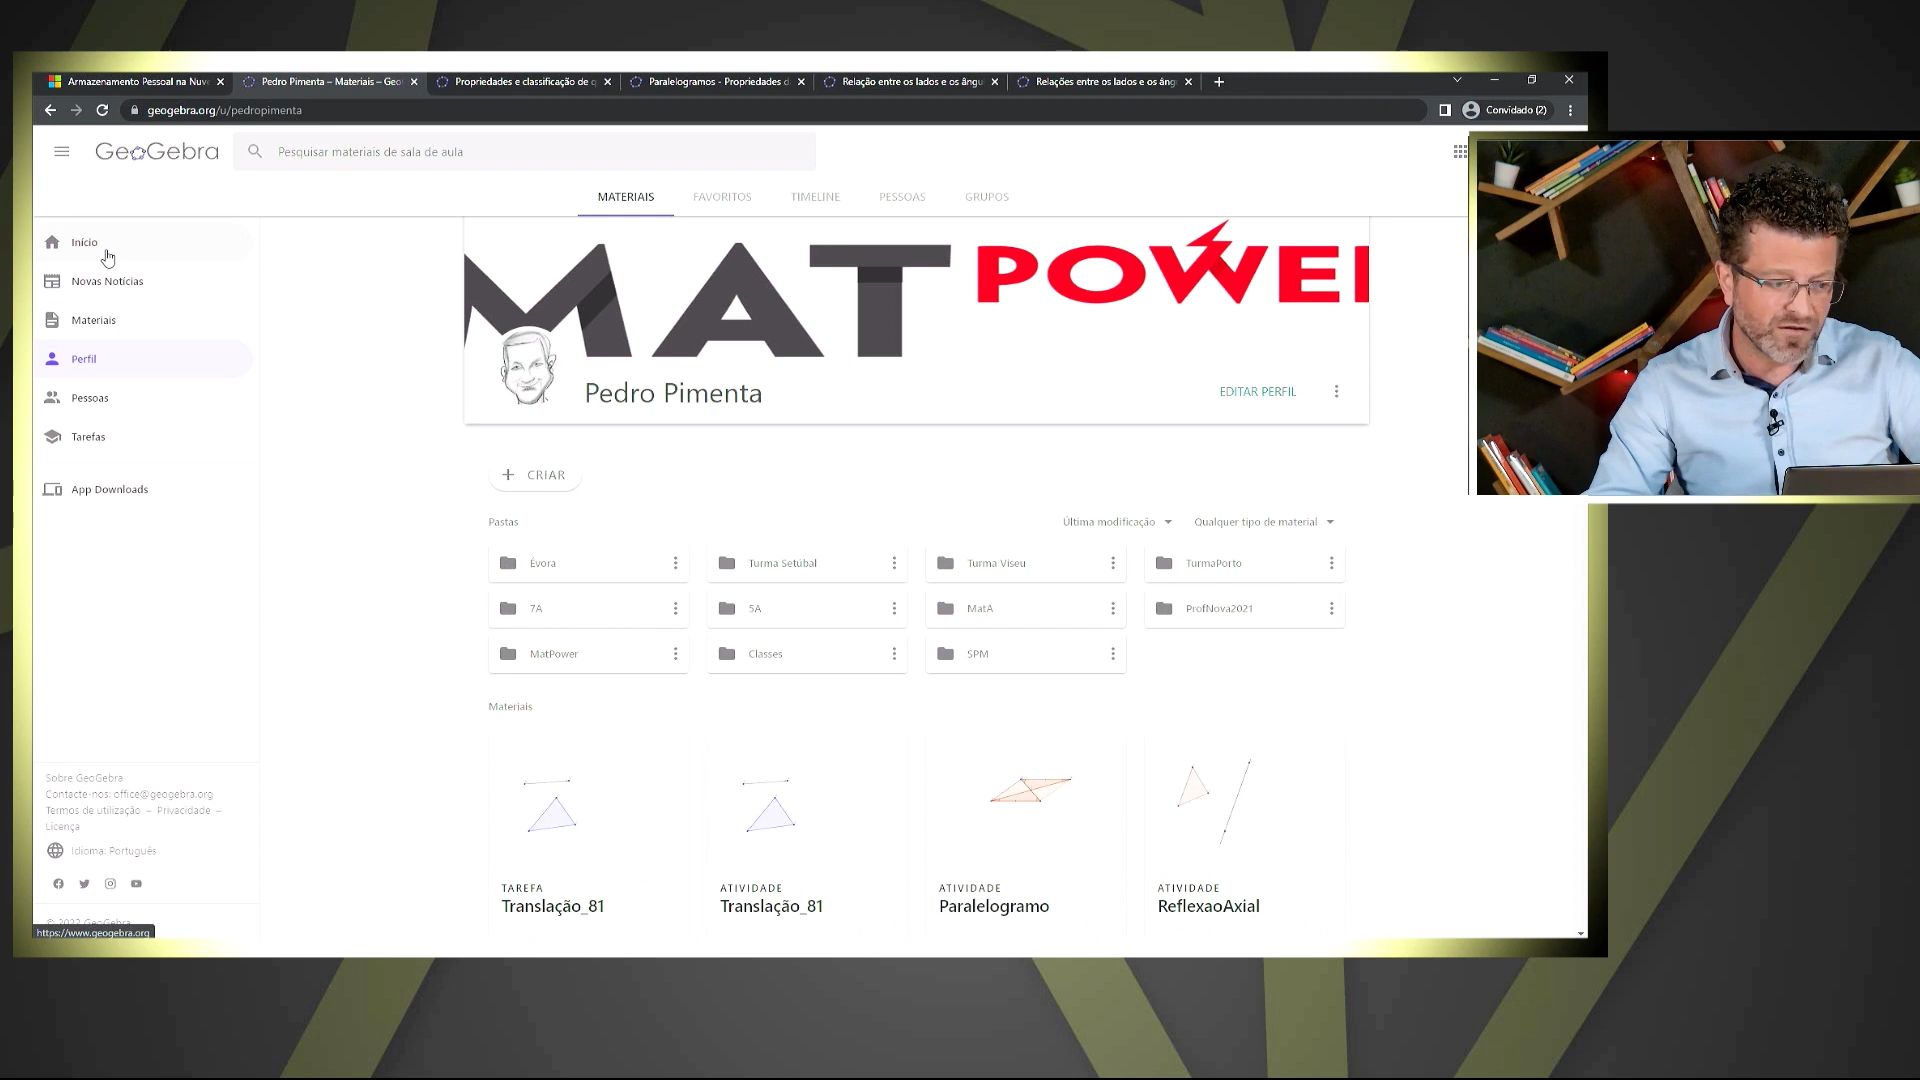 Armazenamento Pessoal na Nuv
Pedro Pimenta – Materiais – Geo
Propriedades e classificação de q
Paralelogramos - Propriedades d
Relação entre os lados e os ângu
Relações entre os lados e os âng
geogebra.org/u/pedropimenta
Convidado (2)
GeoGebra
Pesquisar materiais de sala de aula
MATERIAIS
FAVORITOS
TIMELINE
PESSOAS
GRUPOS
Início
Novas Notícias
Materiais
Perfil
Pessoas
Tarefas
App Downloads
MAT POWE
Pedro Pimenta
EDITAR PERFIL
+ CRIAR
Pastas
Última modificação
Qualquer tipo de material
Évora
Turma Setúbal
Turma Viseu
TurmaPorto
7A
5A
MatA
ProfNova2021
MatPower
Classes
SPM
Materiais
TAREFA
Translação_81
ATIVIDADE
Translação_81
ATIVIDADE
Paralelogramo
ATIVIDADE
ReflexaoAxial
Sobre GeoGebra
Contacte-nos: office@geogebra.org
Termos de utilização – Privacidade –
Licença
Idioma: Português
© 2022 GeoGebra
https://www.geogebra.org